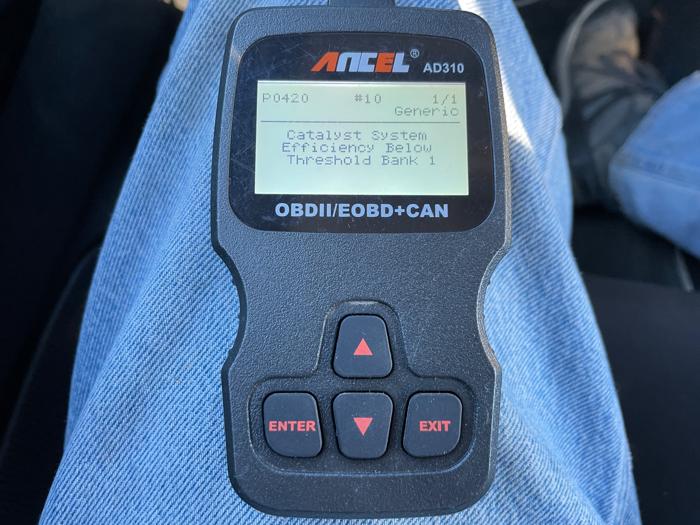 ANCEL® AD310
P0420 #10 1/1
Generic
Catalyst System
Efficiency Below
Threshold Bank 1
OBDII/EOBD+CAN
ENTER
EXIT